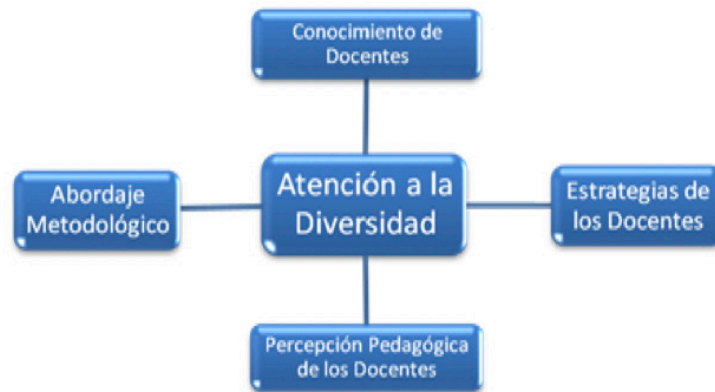 Conocimiento de
Docentes
Abordaje
Metodológico
Atención a la
Diversidad
Estrategias de
los Docentes
Percepción Pedagógica
de los Docentes